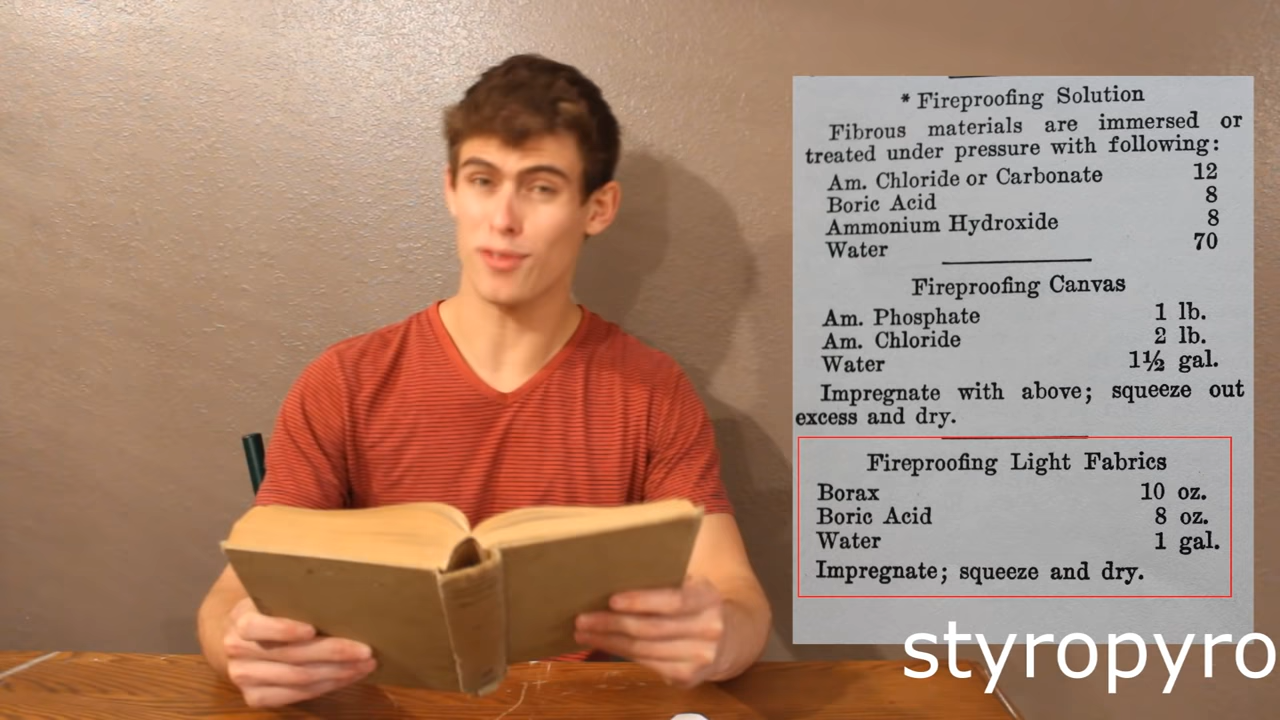 * Fireproofing Solution
Fibrous materials are immersed or
treated under pressure with following:
Am. Chloride or Carbonate 12
Boric Acid 8
Ammonium Hydroxide 8
Water 70
Fireproofing Canvas
Am. Phosphate 1 lb.
Am. Chloride 2 lb.
Water 1½ gal.
Impregnate with above; squeeze out
excess and dry.
Fireproofing Light Fabrics
Borax 10 oz.
Boric Acid 8 oz.
Water 1 gal.
Impregnate; squeeze and dry.
styropyro